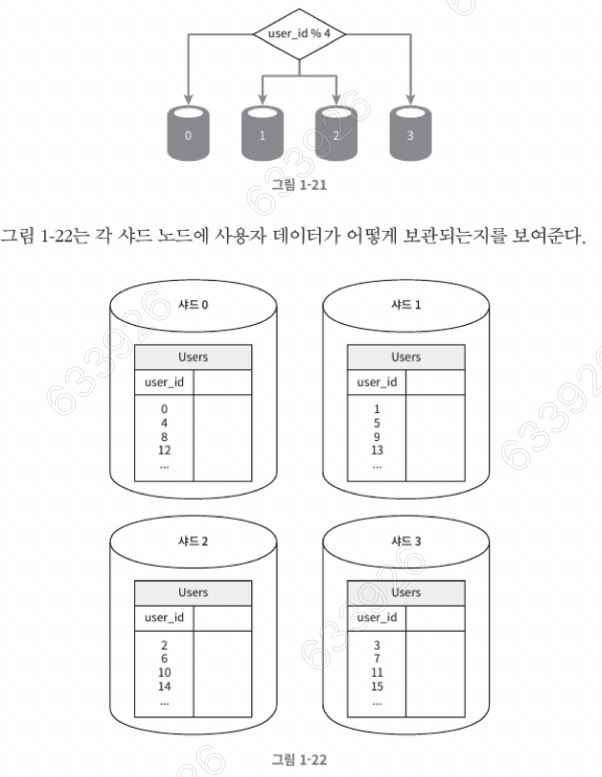 user_id % 4
0
1
2
3
그림 1-21
그림 1-22는 각 샤드 노드에 사용자 데이터가 어떻게 보관되는지를 보여준다.
샤드 0
Users
user_id
0
4
8
12
...
샤드 1
Users
user_id
1
5
9
13
...
샤드 2
Users
user_id
2
6
10
14
...
샤드 3
Users
user_id
3
7
11
15
...
그림 1-22
633926
633926
633926
633926